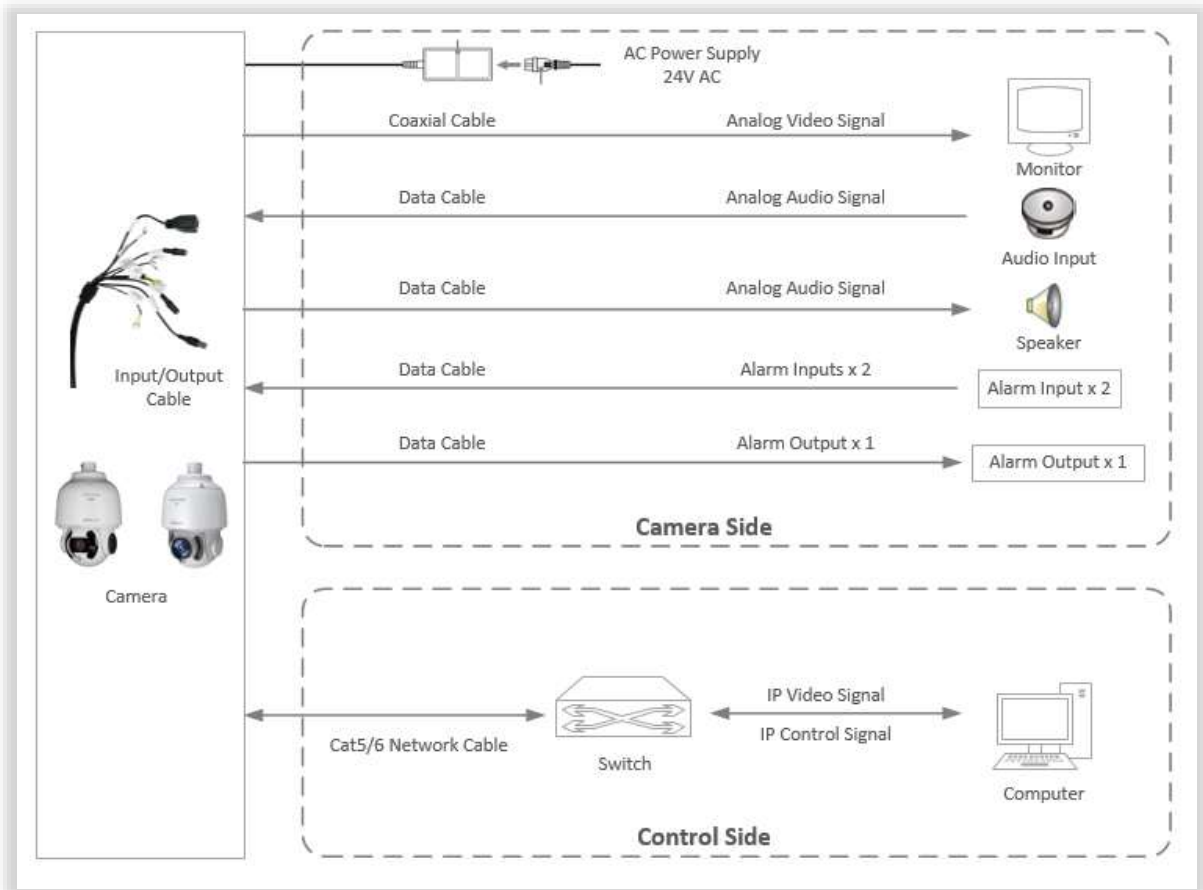 AC Power Supply
24V AC
Coaxial Cable
Analog Video Signal
Monitor
Data Cable
Analog Audio Signal
Audio Input
Data Cable
Analog Audio Signal
Speaker
Input/Output
Cable
Data Cable
Alarm Inputs x 2
Alarm Input x 2
Data Cable
Alarm Output x 1
Alarm Output x 1
Camera Side
Camera
Cat5/6 Network Cable
Switch
IP Video Signal
IP Control Signal
Computer
Control Side